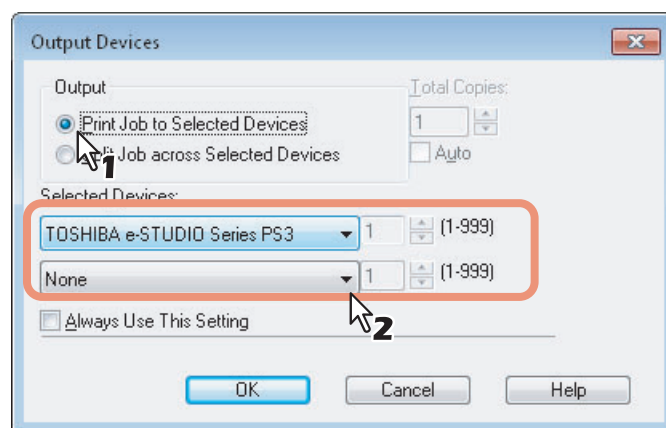 Output Devices
Output
Total Copies:
Print Job to Selected Devices
1
Job across Selected Devices
Auto
1
Selected Devices:
TOSHIBA e-STUDIO Series PS3 1 (1-999)
None 1 (1-999)
Always Use This Setting
2
OK Cancel Help